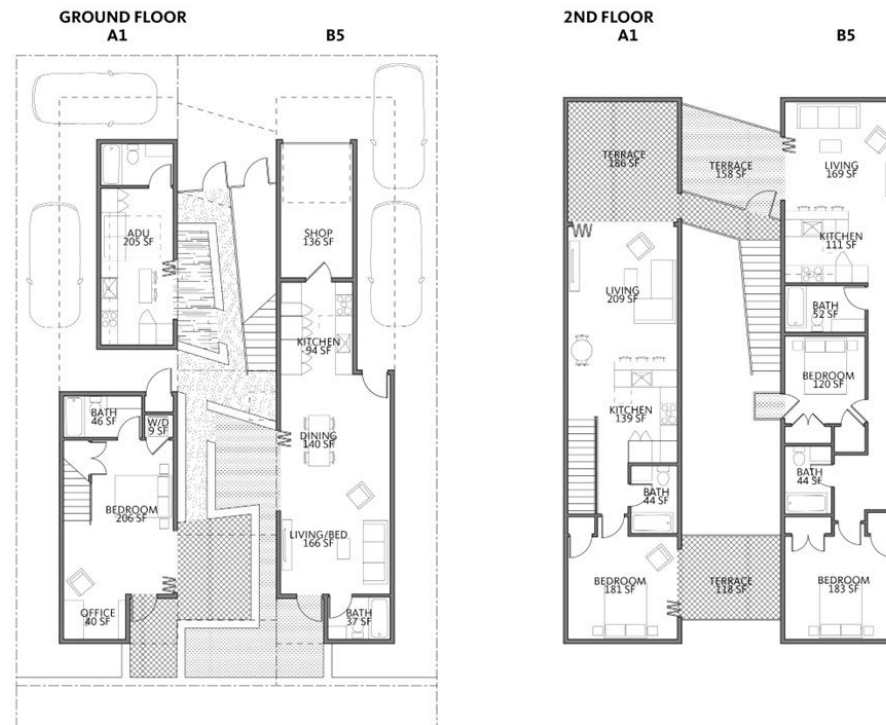 GROUND FLOOR
A1
B5
ADU
205 SF
SHOP
136 SF
KITCHEN
94 SF
BATH
46 SF
W/D
9 SF
DINING
140 SF
BEDROOM
206 SF
LIVING/BED
166 SF
OFFICE
40 SF
BATH
37 SF
2ND FLOOR
A1
B5
TERRACE
186 SF
TERRACE
158 SF
LIVING
169 SF
KITCHEN
111 SF
LIVING
209 SF
BATH
52 SF
BEDROOM
120 SF
KITCHEN
139 SF
BATH
44 SF
BATH
44 SF
BEDROOM
181 SF
TERRACE
118 SF
BEDROOM
183 SF